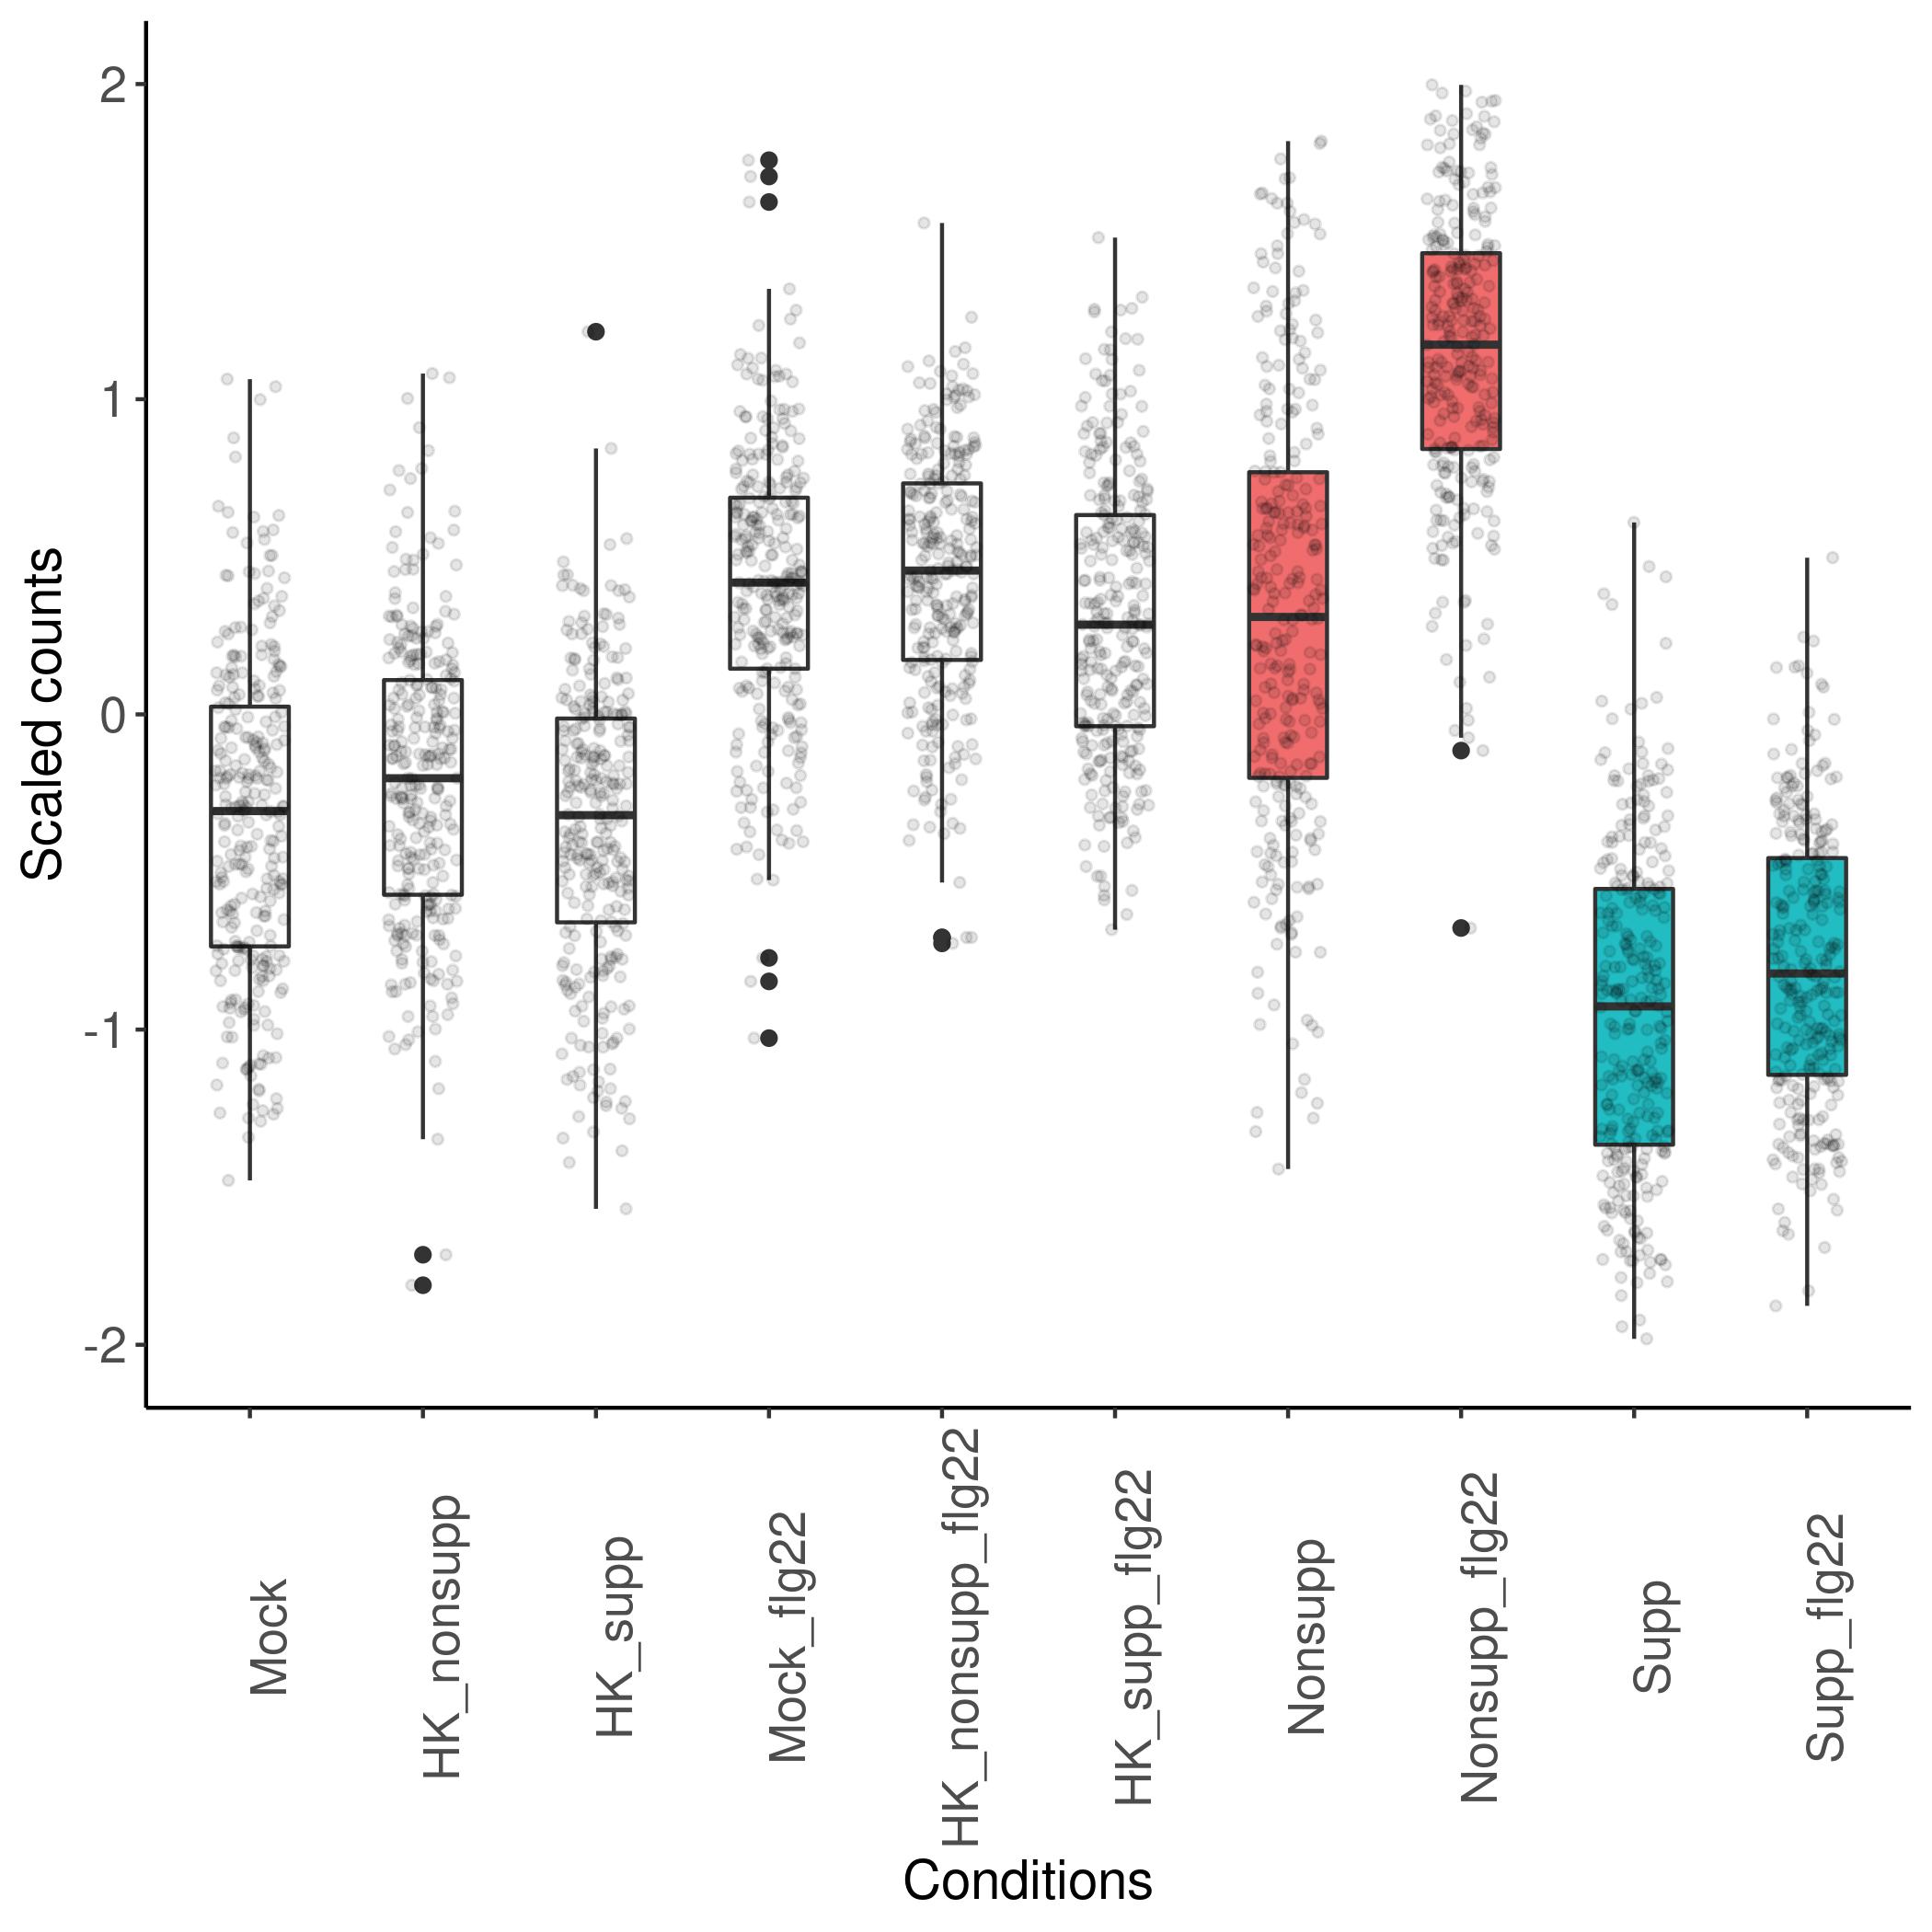 Scaled counts
2
1
0
-1
-2
Mock
HK_nonsupp
HK_supp
Mock_flg22
HK_nonsupp_flg22
HK_supp_flg22
Nonsupp
Nonsupp_flg22
Supp
Supp_flg22
Conditions